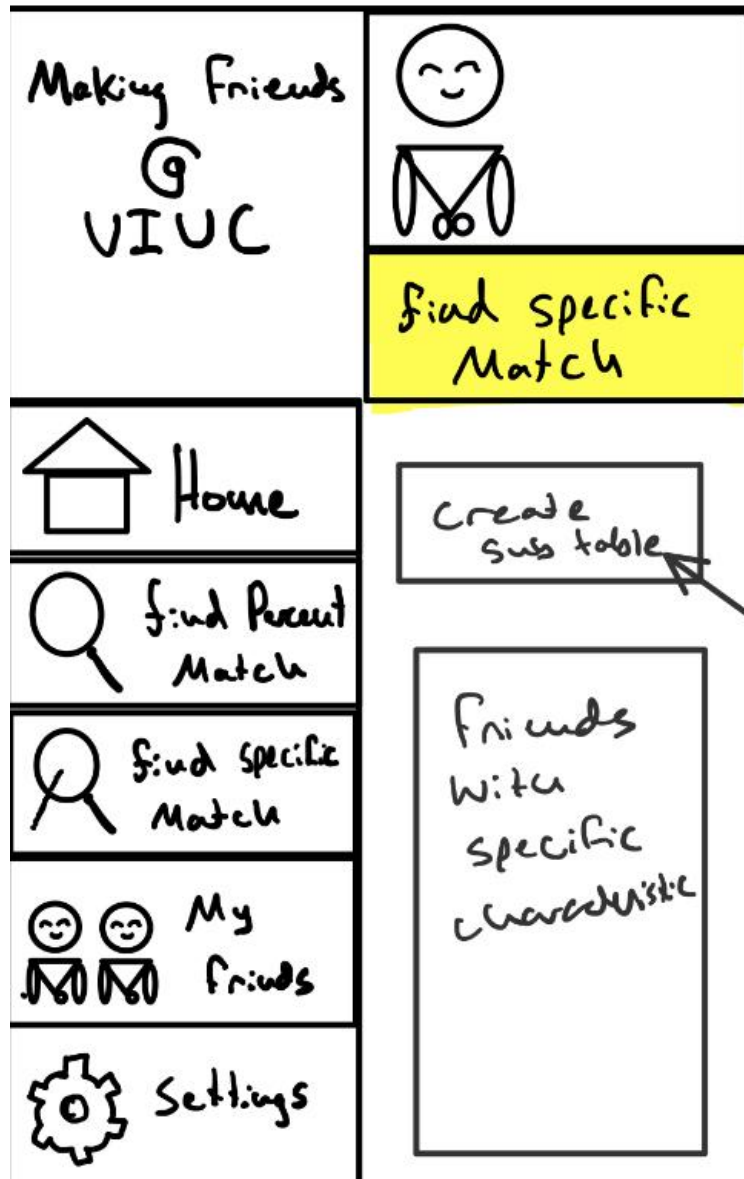 Making Friends
@
UIUC
find specific
Match
Home
find Percent
Match
find specific
Match
My
friends
Settings
create
sub table
friends
with
specific
characteristic